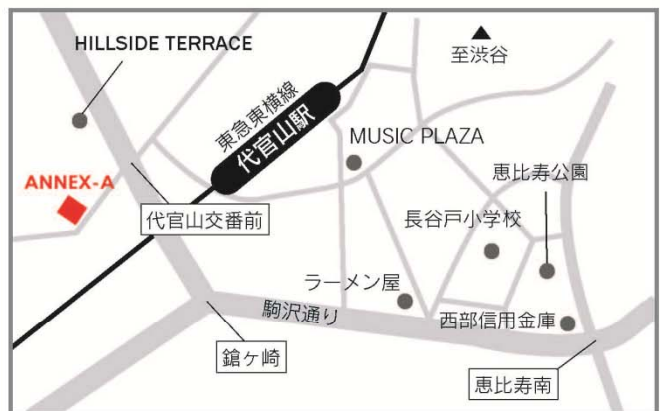 HILLSIDE TERRACE
至渋谷
東急東横線
代官山駅
MUSIC PLAZA
恵比寿公園
ANNEX-A
代官山交番前
長谷戸小学校
ラーメン屋
駒沢通り
西部信用金庫
鎗ヶ崎
恵比寿南